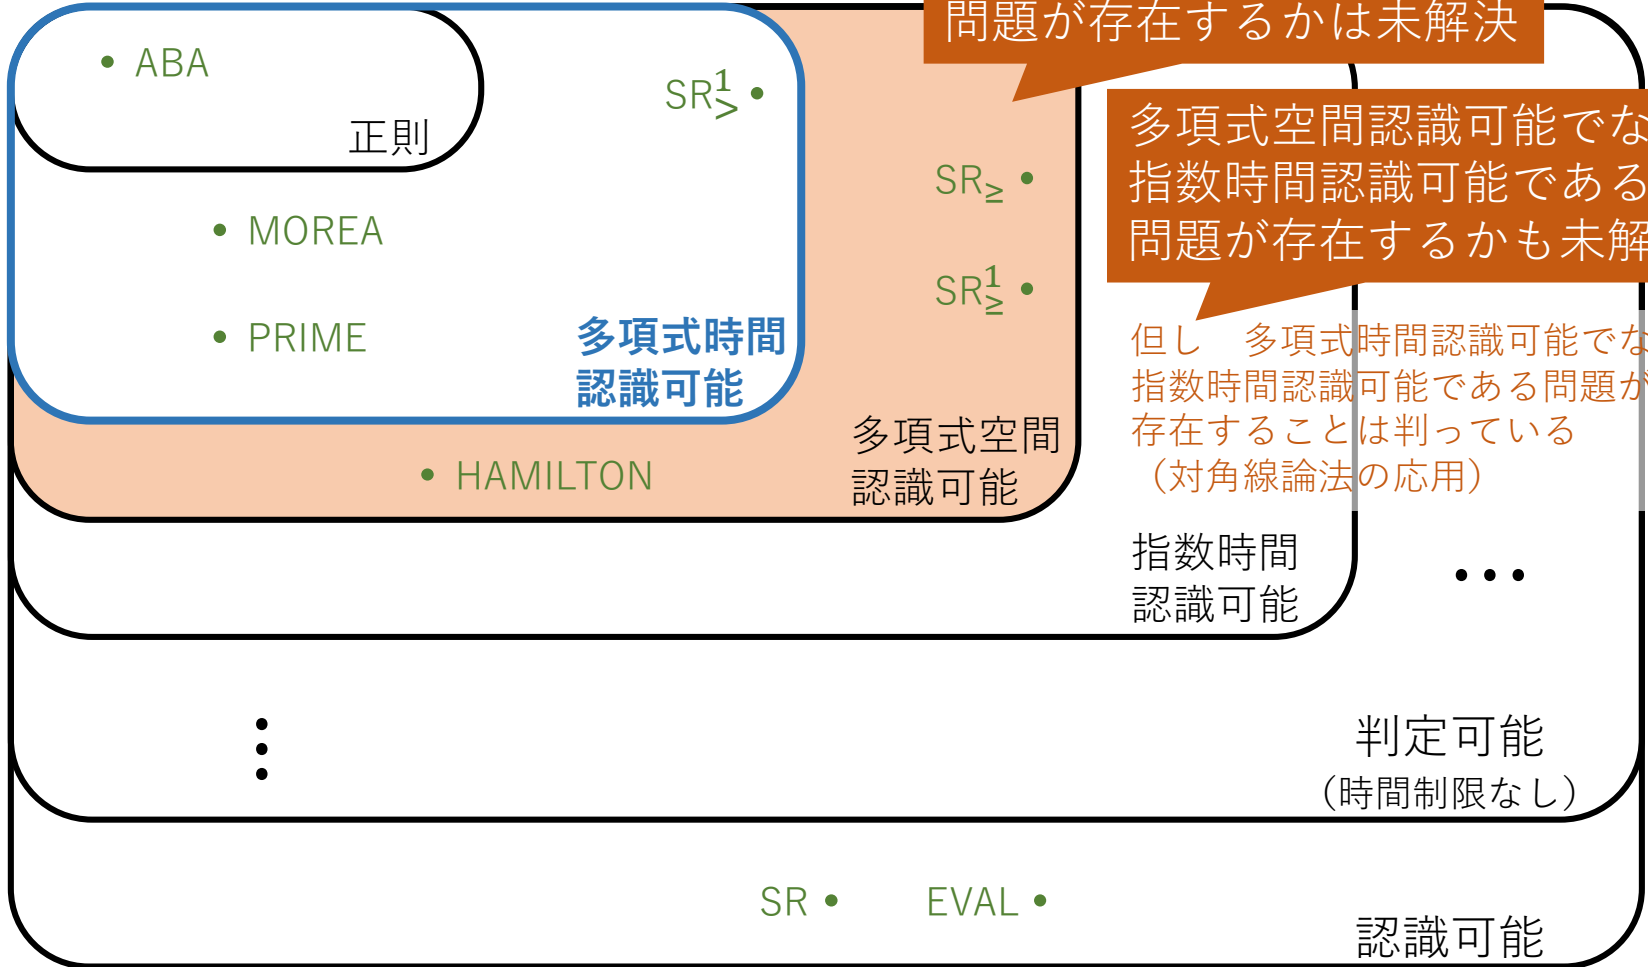 問題が存在するかは未解決
• ABA
SR¹> •
正則
多項式空間認識可能でな
指数時間認識可能である
問題が存在するかも未解
SR≥ •
• MOREA
SR¹≥ •
• PRIME
多項式時間
認識可能
但し　多項式時間認識可能でな
指数時間認識可能である問題が
存在することは判っている
（対角線論法の応用）
多項式空間
認識可能
• HAMILTON
指数時間
認識可能
…
⋮
判定可能
（時間制限なし）
SR •
EVAL •
認識可能